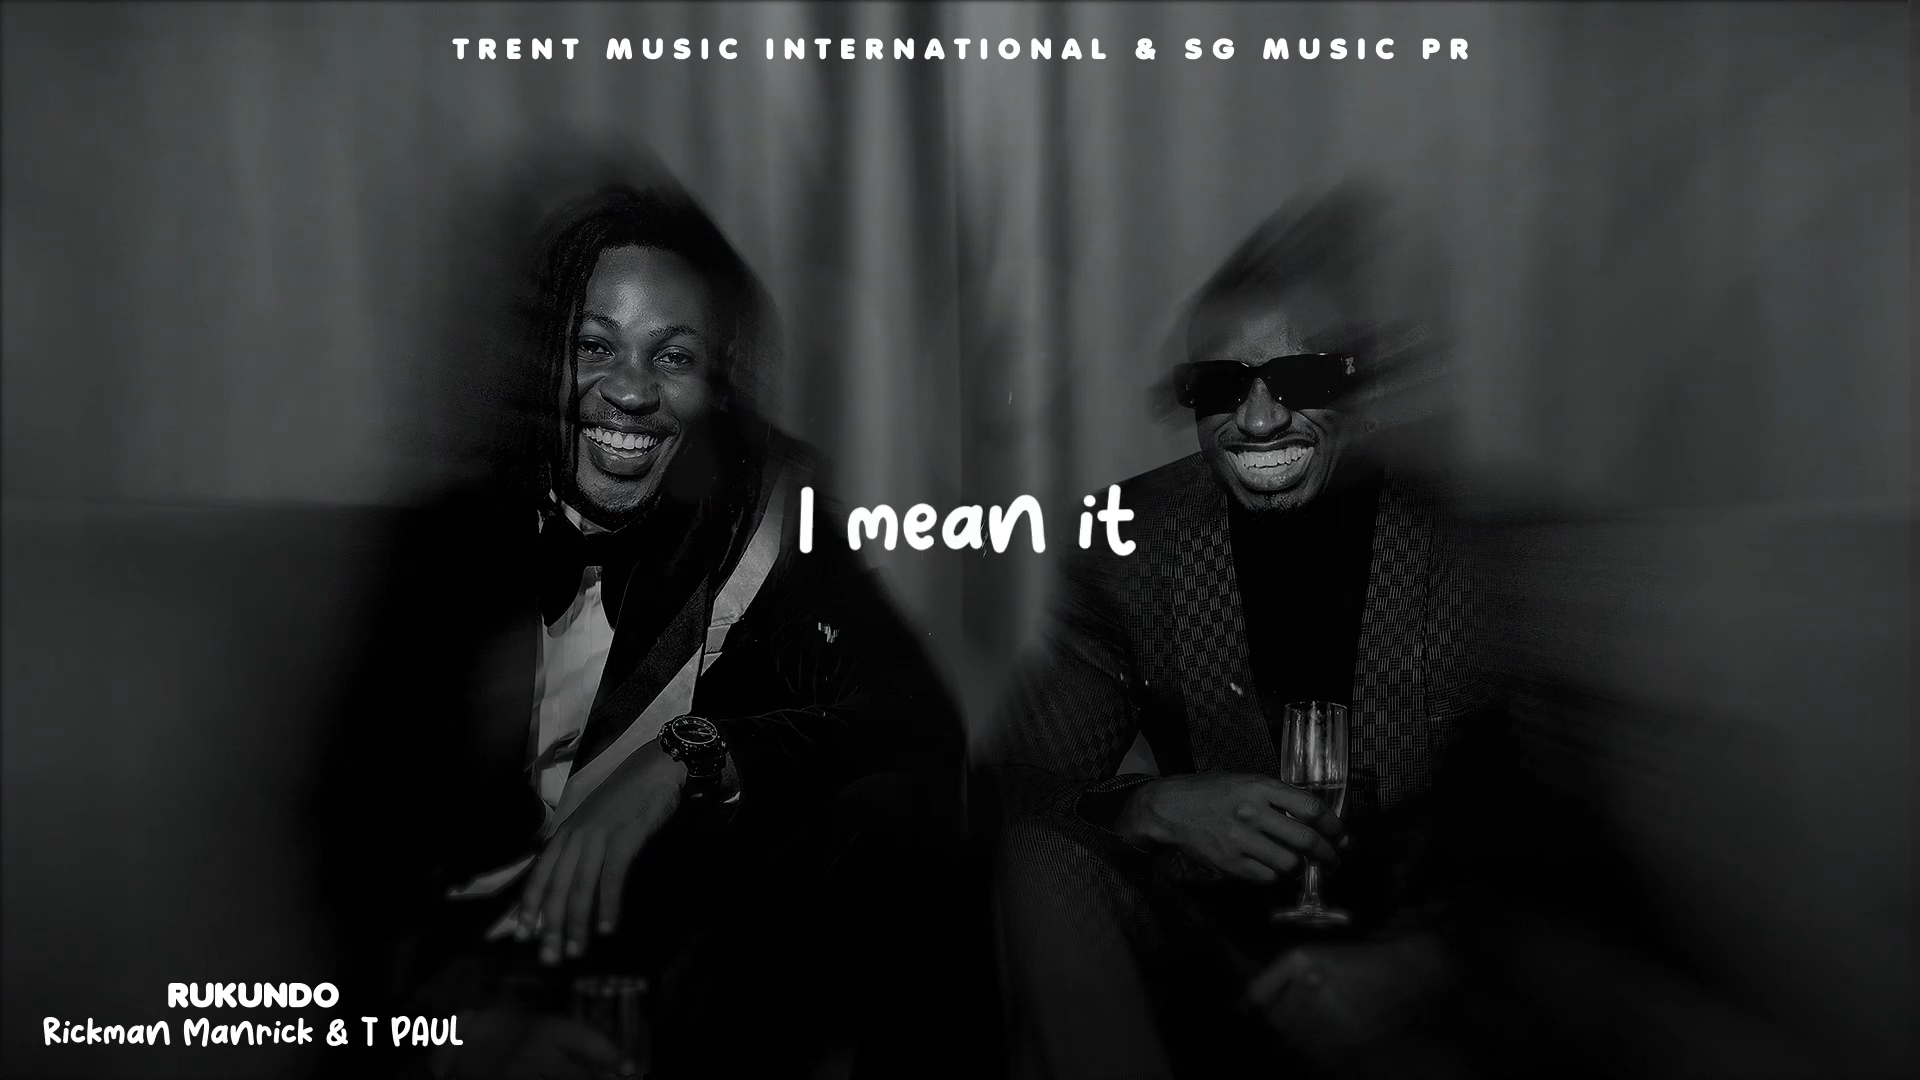 TRENT MUSIC INTERNATIONAL & SG MUSIC PR
I mean it
RUKUNDO
Rickman Manrick & T PAUL